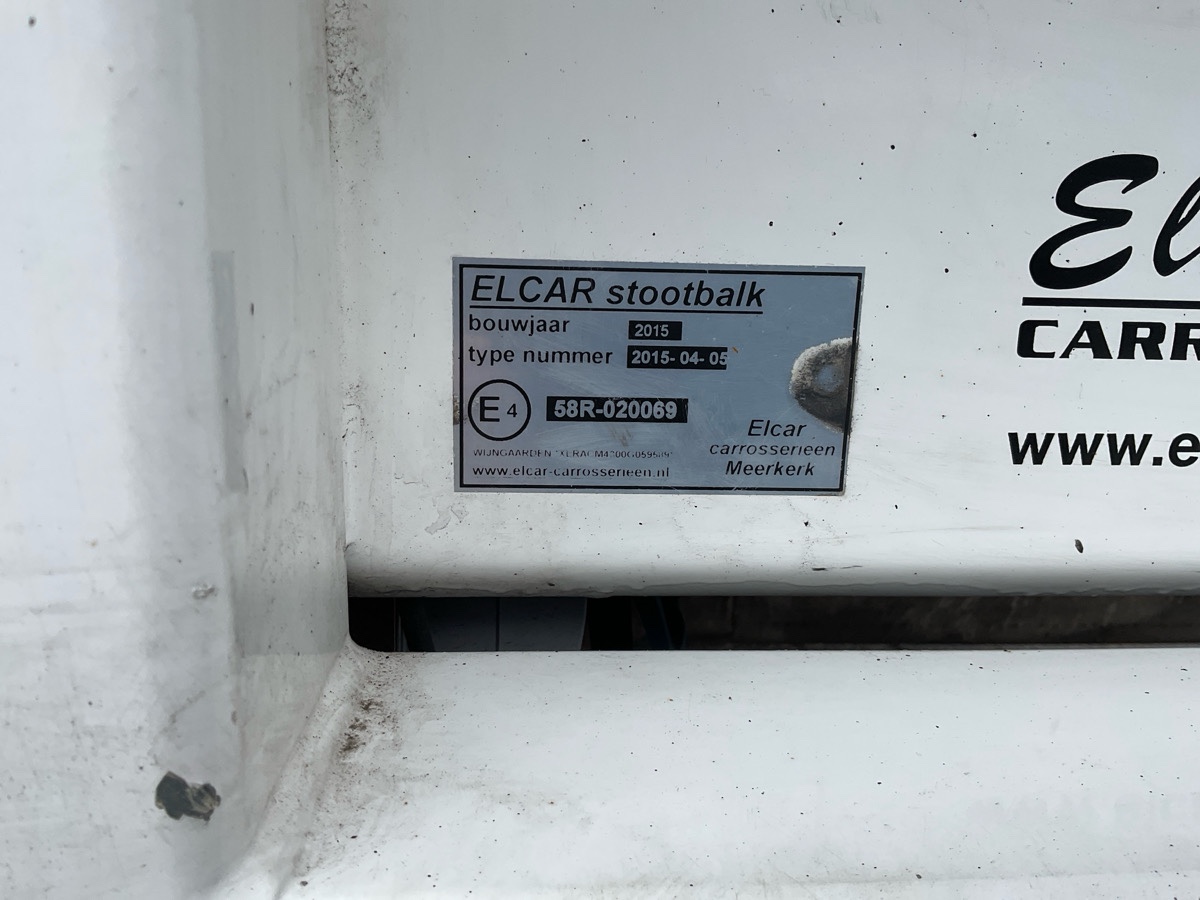 ELCAR stootbalk
bouwjaar 2015
type nummer 2015-04-05
E4 58R-020069
Elcar
carrosserieen
Meerkerk
WIJNGAARDEN
www.elcar-carrosserieen.nl
El
CARR
www.e